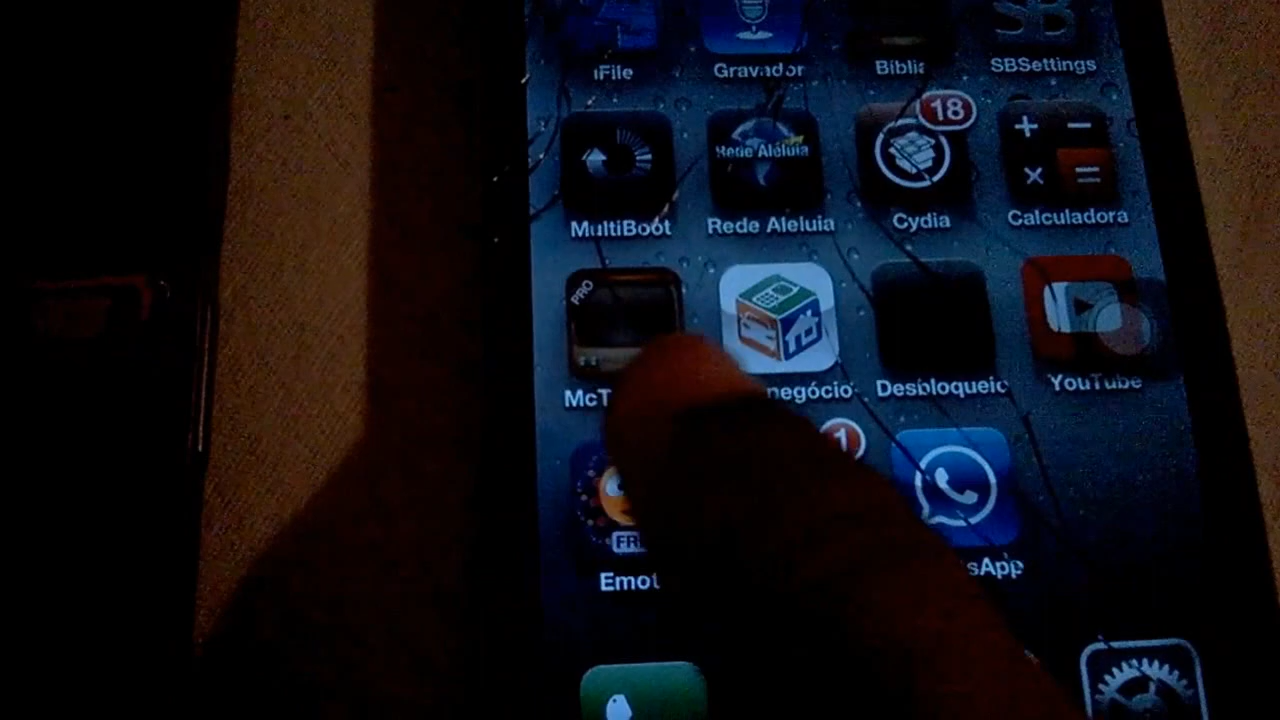 iFile Gravador Bíblia SBSettings
18
Rede Aleluia
MultiBoot Rede Aleluia Cydia Calculadora
PRO
McT negócio Desbloqueio YouTube
1
FR
Emot sApp